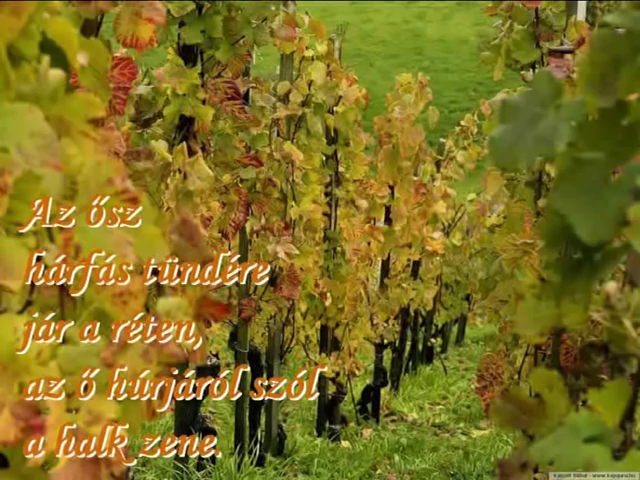 Az ősz
hárfás tündére
jár a réten,
az ő húrjáról szól
a halk zene.